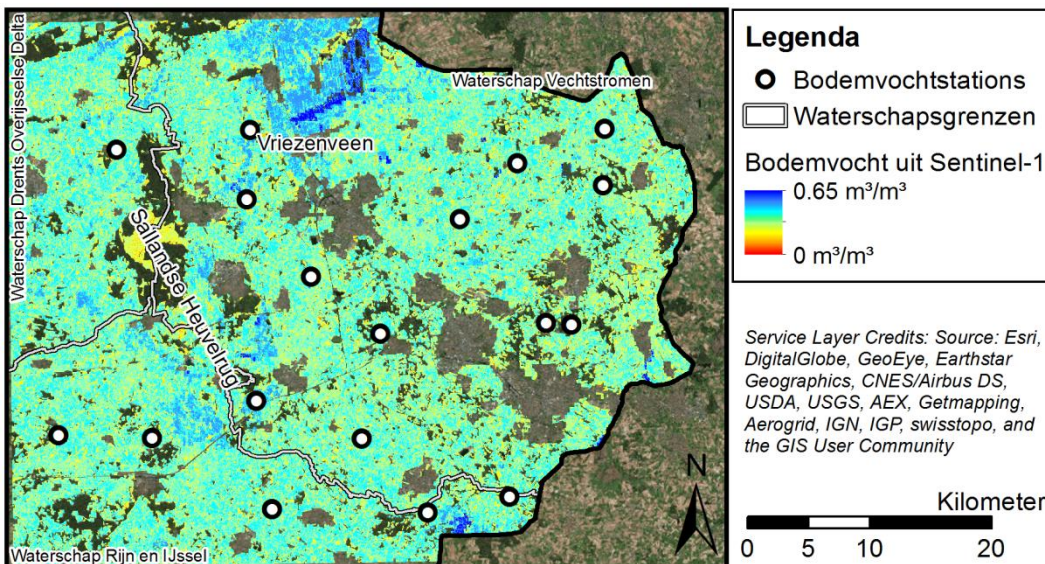 Waterschap Drents Overijsselse Delta
Waterschap Vechtstromen
Vriezenveen
Sallandse Heuvelrug
Waterschap Rijn en IJssel
N
Legenda
Bodemvochtstations
Waterschapsgrenzen
Bodemvocht uit Sentinel-1
0.65 m³/m³
0 m³/m³
Service Layer Credits: Source: Esri,
DigitalGlobe, GeoEye, Earthstar
Geographics, CNES/Airbus DS,
USDA, USGS, AEX, Getmapping,
Aerogrid, IGN, IGP, swisstopo, and
the GIS User Community
Kilometer
0 5 10 20